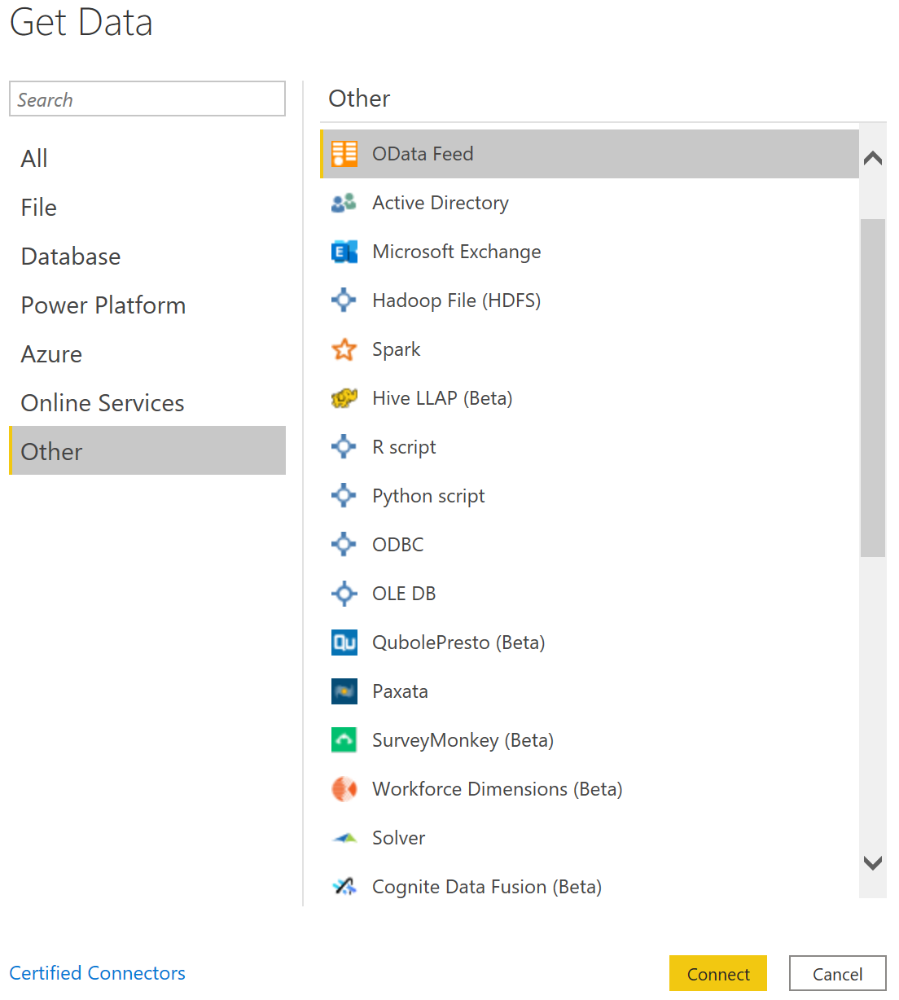 Get Data
Search
All
File
Database
Power Platform
Azure
Online Services
Other
Other
OData Feed
Active Directory
E
Microsoft Exchange
Hadoop File (HDFS)
Spark
Hive LLAP (Beta)
R script
Python script
ODBC
OLE DB
Qu
QubolePresto (Beta)
Paxata
SurveyMonkey (Beta)
Workforce Dimensions (Beta)
Solver
Cognite Data Fusion (Beta)
Certified Connectors
Connect
Cancel